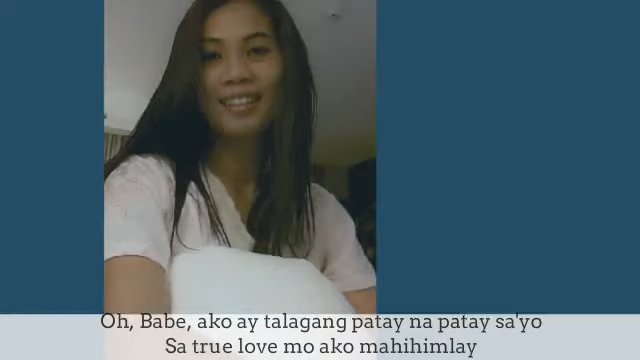 Oh, Babe, ako ay talagang patay na patay sa'yo
Sa true love mo ako mahihimlay